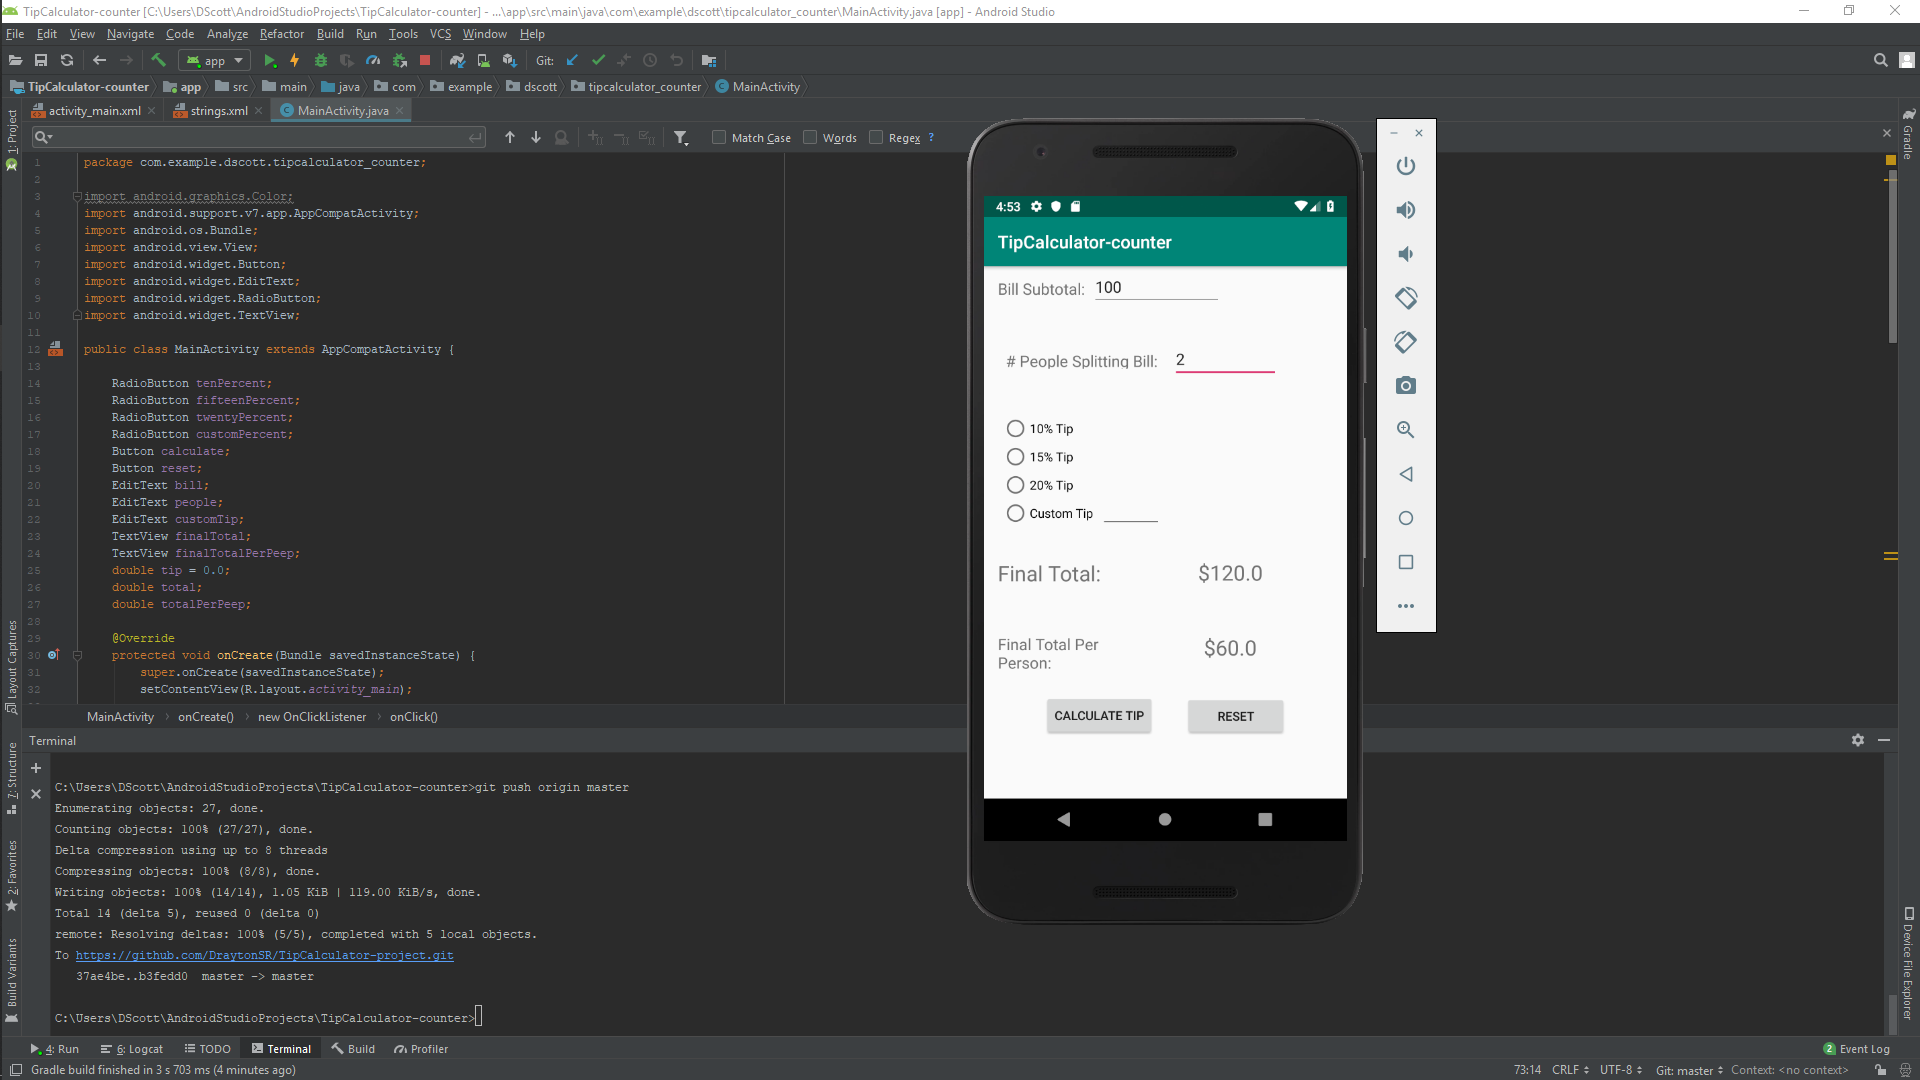 TipCalculator-counter [C:\Users\DScott\AndroidStudioProjects\TipCalculator-counter] - ...\app\src\main\java\com\example\dscott\tipcalculator_counter\MainActivity.java [app] - Android Studio
File Edit View Navigate Code Analyze Refactor Build Run Tools VCS Window Help
app Git:
TipCalculator-counter app src main java com example dscott tipcalculator_counter MainActivity
activity_main.xml strings.xml MainActivity.java
Match Case Words Regex ?
1: Project
Layout Captures
7: Structure
2: Favorites
Build Variants
1 package com.example.dscott.tipcalculator_counter;
2
3 import android.graphics.Color;
4 import android.support.v7.app.AppCompatActivity;
5 import android.os.Bundle;
6 import android.view.View;
7 import android.widget.Button;
8 import android.widget.EditText;
9 import android.widget.RadioButton;
10 import android.widget.TextView;
11
12 public class MainActivity extends AppCompatActivity {
13
14 RadioButton tenPercent;
15 RadioButton fifteenPercent;
16 RadioButton twentyPercent;
17 RadioButton customPercent;
18 Button calculate;
19 Button reset;
20 EditText bill;
21 EditText people;
22 EditText customTip;
23 TextView finalTotal;
24 TextView finalTotalPerPeep;
25 double tip = 0.0;
26 double total;
27 double totalPerPeep;
28
29 @Override
30 protected void onCreate(Bundle savedInstanceState) {
31 super.onCreate(savedInstanceState);
32 setContentView(R.layout.activity_main);
MainActivity onCreate() new OnClickListener onClick()
4:53
TipCalculator-counter
Bill Subtotal: 100
# People Splitting Bill: 2
10% Tip
15% Tip
20% Tip
Custom Tip
Final Total: $120.0
Final Total Per
Person:
$60.0
CALCULATE TIP RESET
Gradle
Device File Explorer
Terminal
C:\Users\DScott\AndroidStudioProjects\TipCalculator-counter>git push origin master
Enumerating objects: 27, done.
Counting objects: 100% (27/27), done.
Delta compression using up to 8 threads
Compressing objects: 100% (8/8), done.
Writing objects: 100% (14/14), 1.05 KiB | 119.00 KiB/s, done.
Total 14 (delta 5), reused 0 (delta 0)
remote: Resolving deltas: 100% (5/5), completed with 5 local objects.
To https://github.com/DraytonSR/TipCalculator-project.git
37ae4be..b3fedd0 master -> master
C:\Users\DScott\AndroidStudioProjects\TipCalculator-counter>
4: Run 6: Logcat TODO Terminal Build Profiler 2 Event Log
Gradle build finished in 3 s 703 ms (4 minutes ago) 73:14 CRLF UTF-8 Git: master Context: <no context>